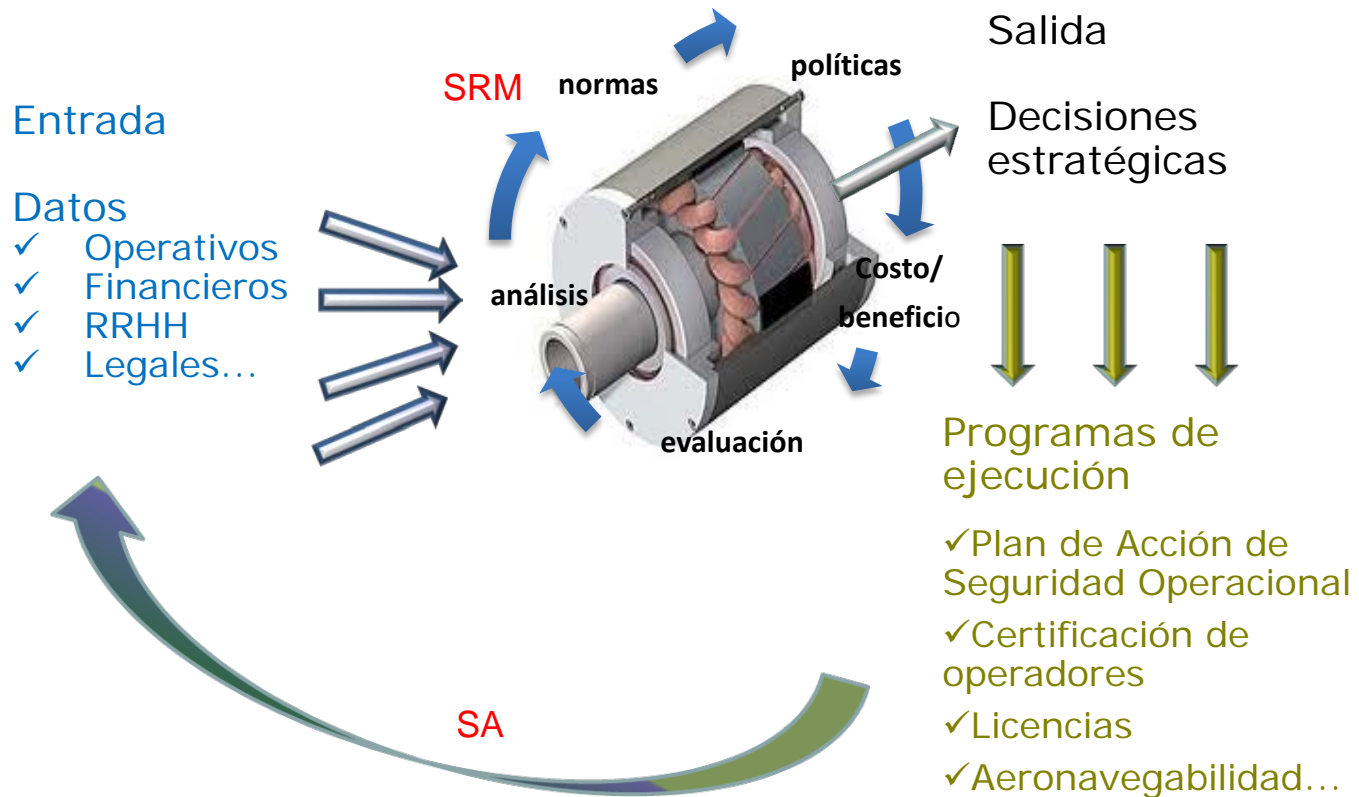 Entrada
Datos
✓ Operativos
✓ Financieros
✓ RRHH
✓ Legales...
SRM
normas
políticas
análisis
Costo/
beneficio
evaluación
Salida
Decisiones
estratégicas
Programas de
ejecución
✓Plan de Acción de
Seguridad Operacional
✓Certificación de
operadores
✓Licencias
✓Aeronavegabilidad...
SA